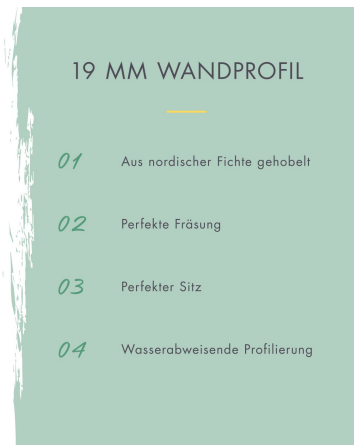 19 MM WANDPROFIL
01 Aus nordischer Fichte gehobelt
02 Perfekte Fräsung
03 Perfekter Sitz
04 Wasserabweisende Profilierung